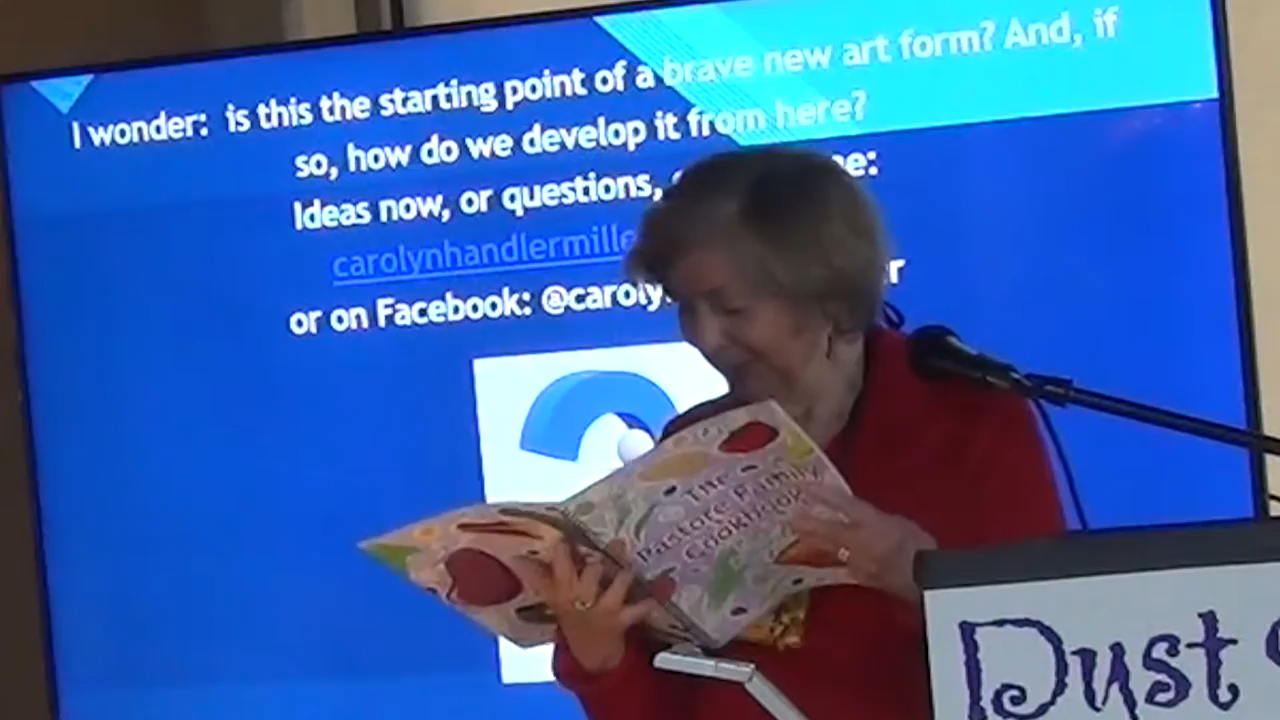 I wonder: is this the starting point of a brave new art form? And, if
so, how do we develop it from here?
Ideas now, or questions, e:
carolynhandlermille
or on Facebook: @caroly r
The
Pastore Family
Cookbook
Dust